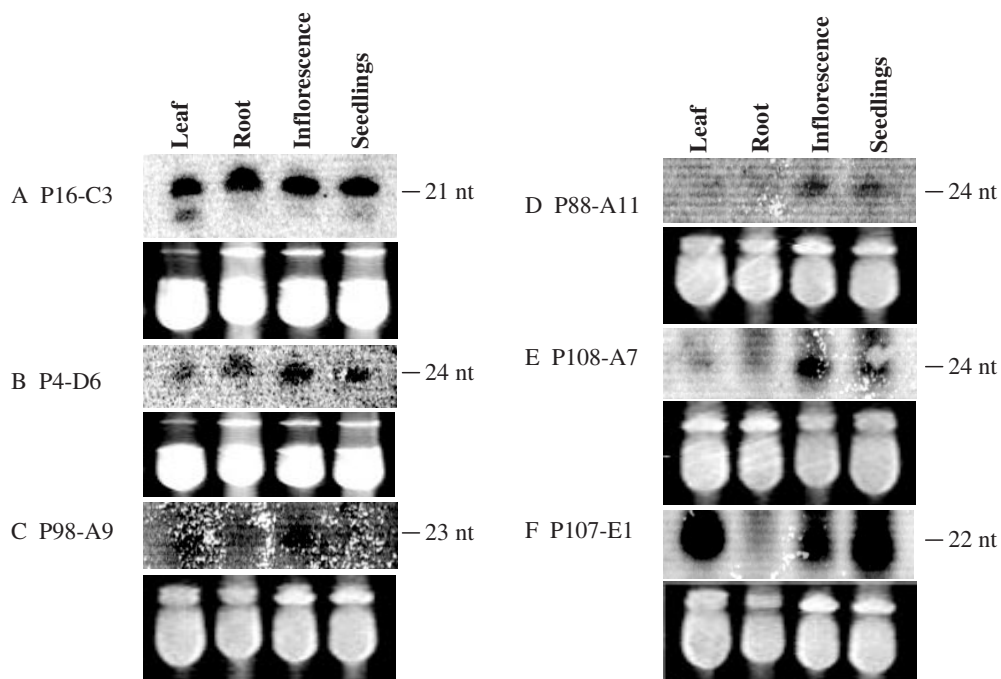 Leaf
Root
Inflorescence
Seedlings
A P16-C3
21 nt
B P4-D6
24 nt
C P98-A9
23 nt
Leaf
Root
Inflorescence
Seedlings
D P88-A11
24 nt
E P108-A7
24 nt
F P107-E1
22 nt